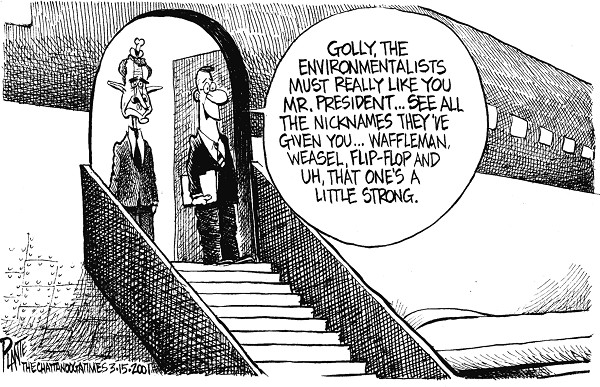 GOLLY, THE
ENVIRONMENTALISTS
MUST REALLY LIKE YOU
MR. PRESIDENT... SEE ALL
THE NICKNAMES THEY'VE
GIVEN YOU... WAFFLEMAN,
WEASEL, FLIP-FLOP AND
UH, THAT ONE'S A
LITTLE STRONG.
PLANTE
THE CHATTANOOGA TIMES 3·15·2001